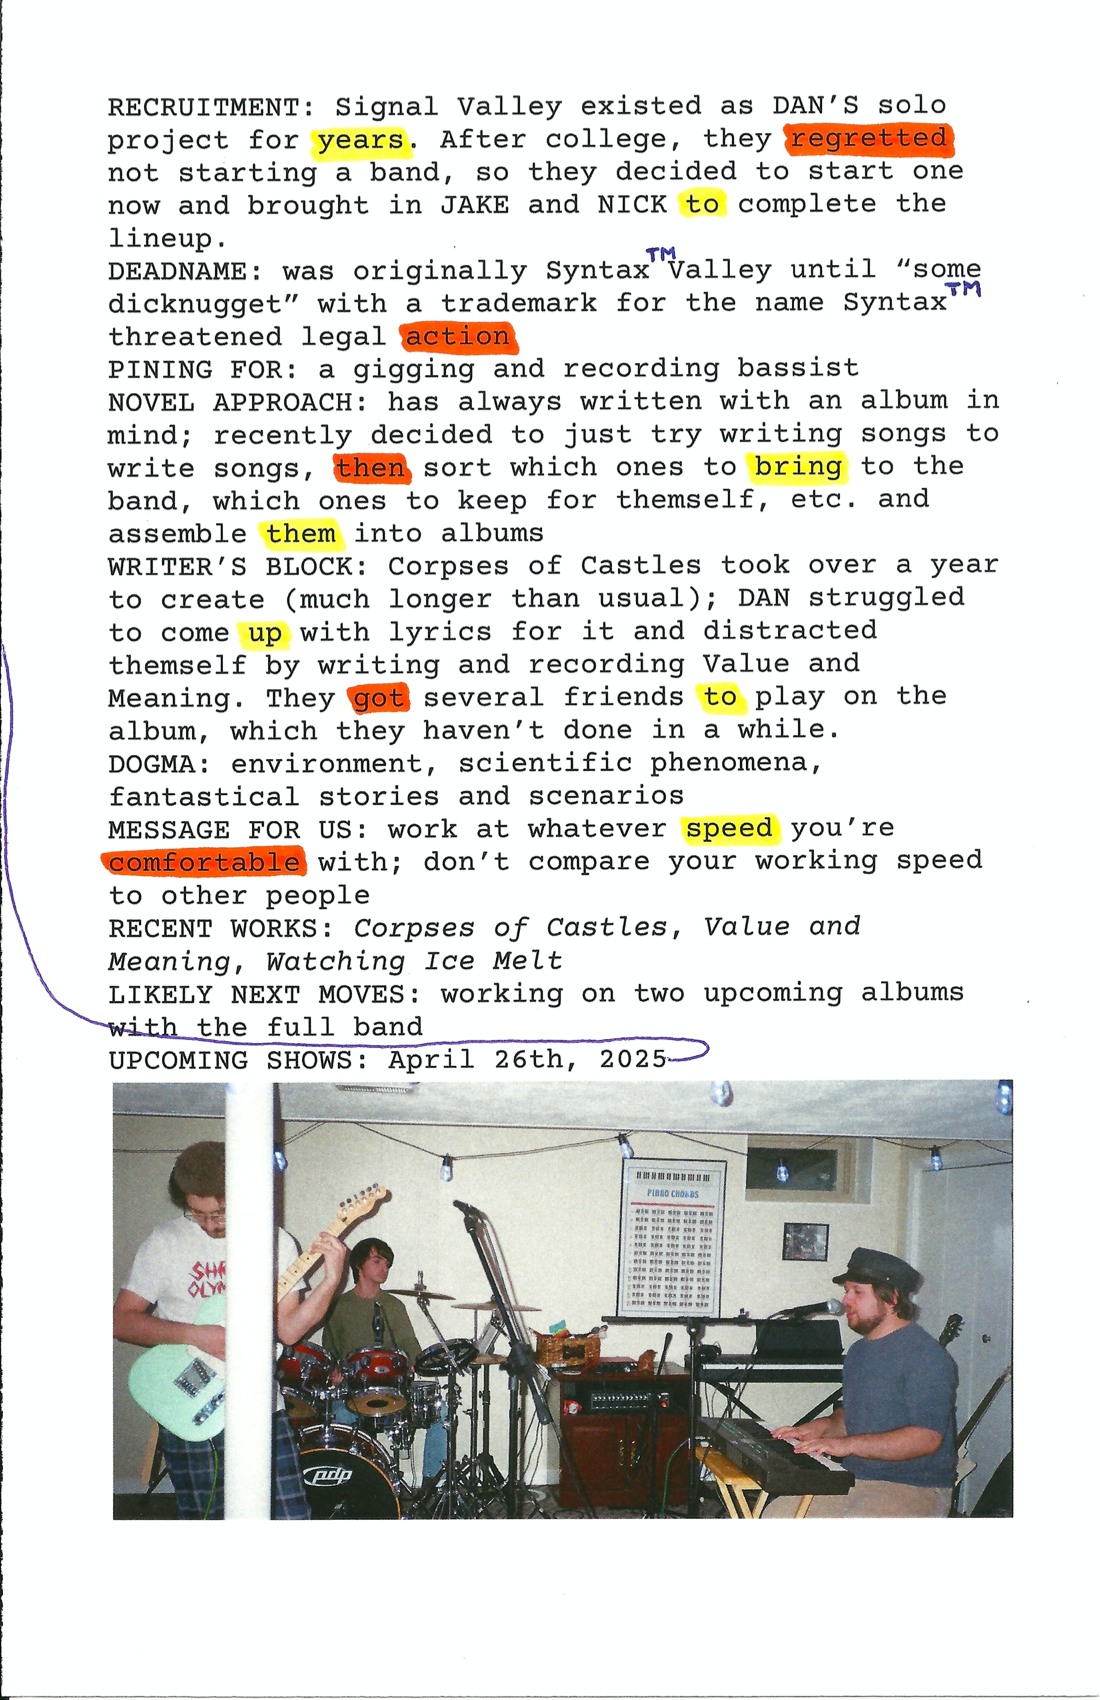 RECRUITMENT: Signal Valley existed as DAN’S solo
project for years. After college, they regretted
not starting a band, so they decided to start one
now and brought in JAKE and NICK to complete the
lineup.
DEADNAME: was originally Syntax™ Valley until “some
dicknugget” with a trademark for the name Syntax™
threatened legal action
PINING FOR: a gigging and recording bassist
NOVEL APPROACH: has always written with an album in
mind; recently decided to just try writing songs to
write songs, then sort which ones to bring to the
band, which ones to keep for themself, etc. and
assemble them into albums
WRITER’S BLOCK: Corpses of Castles took over a year
to create (much longer than usual); DAN struggled
to come up with lyrics for it and distracted
themself by writing and recording Value and
Meaning. They got several friends to play on the
album, which they haven’t done in a while.
DOGMA: environment, scientific phenomena,
fantastical stories and scenarios
MESSAGE FOR US: work at whatever speed you’re
comfortable with; don’t compare your working speed
to other people
RECENT WORKS: Corpses of Castles, Value and
Meaning, Watching Ice Melt
LIKELY NEXT MOVES: working on two upcoming albums
with the full band
UPCOMING SHOWS: April 26th, 2025
PIANO CHORDS
pdp